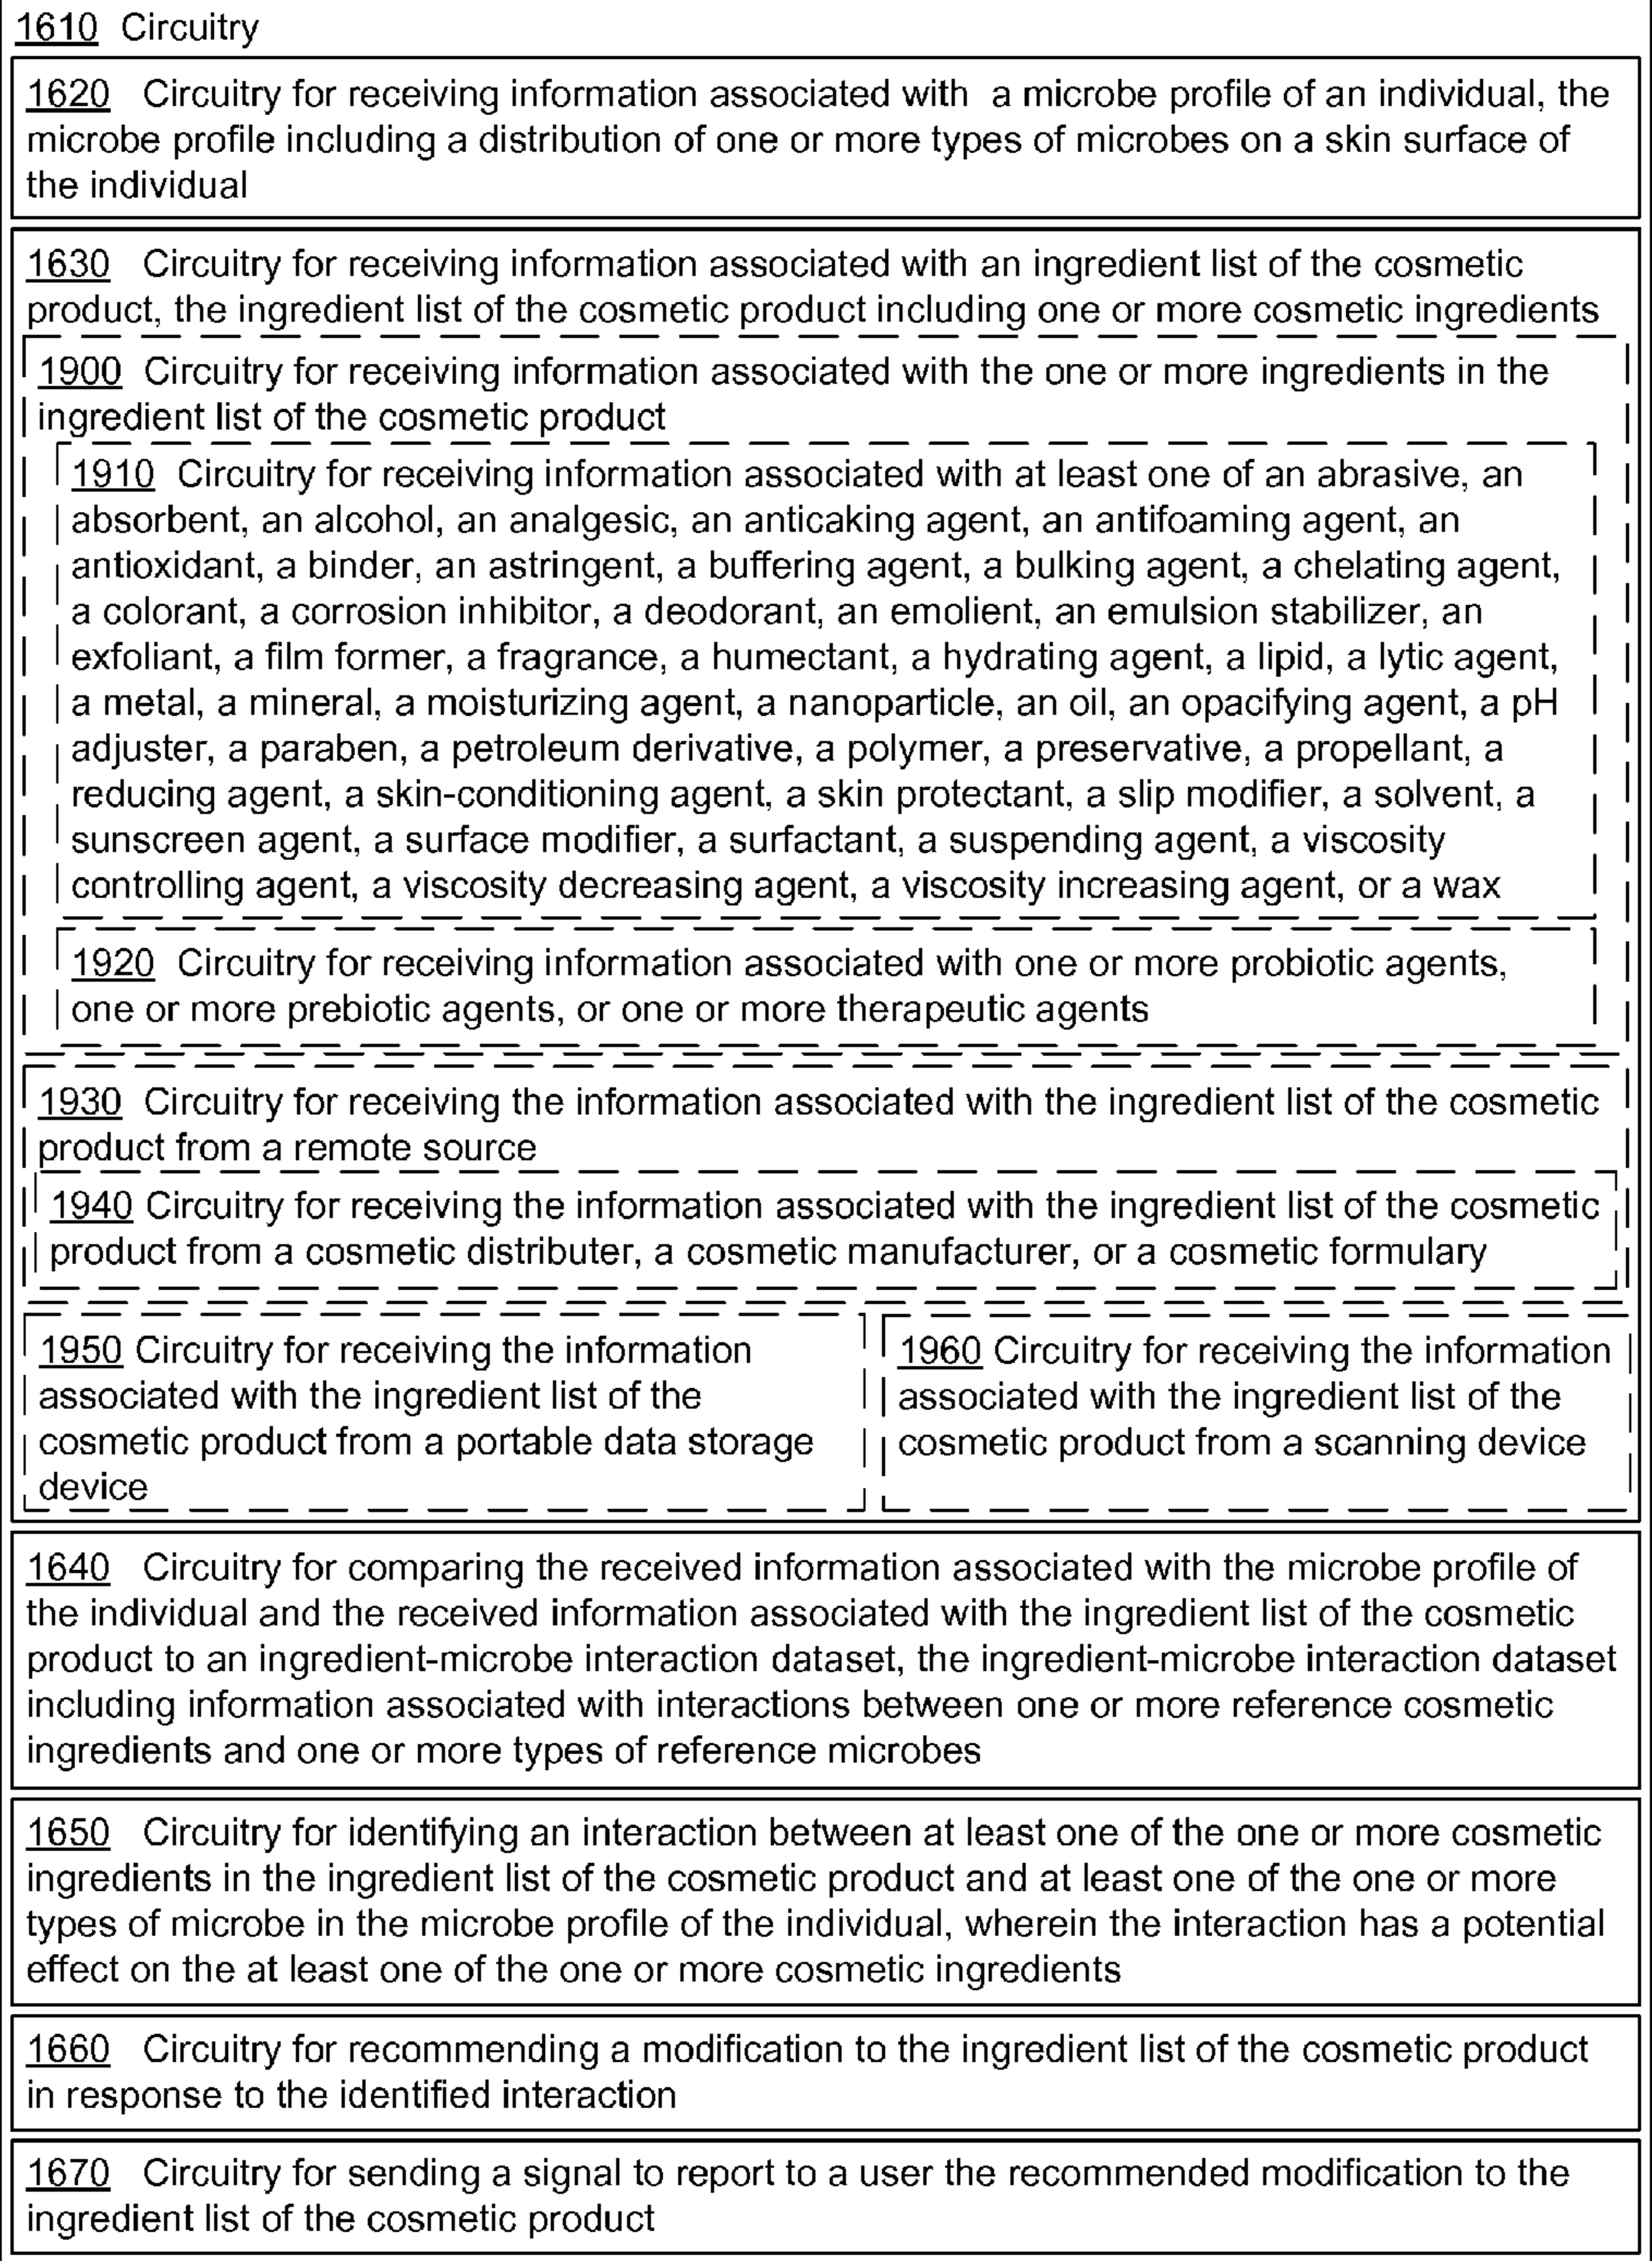 1610 Circuitry
1620 Circuitry for receiving information associated with a microbe profile of an individual, the
microbe profile including a distribution of one or more types of microbes on a skin surface of
the individual
1630 Circuitry for receiving information associated with an ingredient list of the cosmetic
product, the ingredient list of the cosmetic product including one or more cosmetic ingredients
1900 Circuitry for receiving information associated with the one or more ingredients in the
ingredient list of the cosmetic product
1910 Circuitry for receiving information associated with at least one of an abrasive, an
absorbent, an alcohol, an analgesic, an anticaking agent, an antifoaming agent, an
antioxidant, a binder, an astringent, a buffering agent, a bulking agent, a chelating agent,
a colorant, a corrosion inhibitor, a deodorant, an emolient, an emulsion stabilizer, an
exfoliant, a film former, a fragrance, a humectant, a hydrating agent, a lipid, a lytic agent,
a metal, a mineral, a moisturizing agent, a nanoparticle, an oil, an opacifying agent, a pH
adjuster, a paraben, a petroleum derivative, a polymer, a preservative, a propellant, a
reducing agent, a skin-conditioning agent, a skin protectant, a slip modifier, a solvent, a
sunscreen agent, a surface modifier, a surfactant, a suspending agent, a viscosity
controlling agent, a viscosity decreasing agent, a viscosity increasing agent, or a wax
1920 Circuitry for receiving information associated with one or more probiotic agents,
one or more prebiotic agents, or one or more therapeutic agents
1930 Circuitry for receiving the information associated with the ingredient list of the cosmetic
product from a remote source
1940 Circuitry for receiving the information associated with the ingredient list of the cosmetic
product from a cosmetic distributer, a cosmetic manufacturer, or a cosmetic formulary
1950 Circuitry for receiving the information
associated with the ingredient list of the
cosmetic product from a portable data storage
device
1960 Circuitry for receiving the information
associated with the ingredient list of the
cosmetic product from a scanning device
1640 Circuitry for comparing the received information associated with the microbe profile of
the individual and the received information associated with the ingredient list of the cosmetic
product to an ingredient-microbe interaction dataset, the ingredient-microbe interaction dataset
including information associated with interactions between one or more reference cosmetic
ingredients and one or more types of reference microbes
1650 Circuitry for identifying an interaction between at least one of the one or more cosmetic
ingredients in the ingredient list of the cosmetic product and at least one of the one or more
types of microbe in the microbe profile of the individual, wherein the interaction has a potential
effect on the at least one of the one or more cosmetic ingredients
1660 Circuitry for recommending a modification to the ingredient list of the cosmetic product
in response to the identified interaction
1670 Circuitry for sending a signal to report to a user the recommended modification to the
ingredient list of the cosmetic product